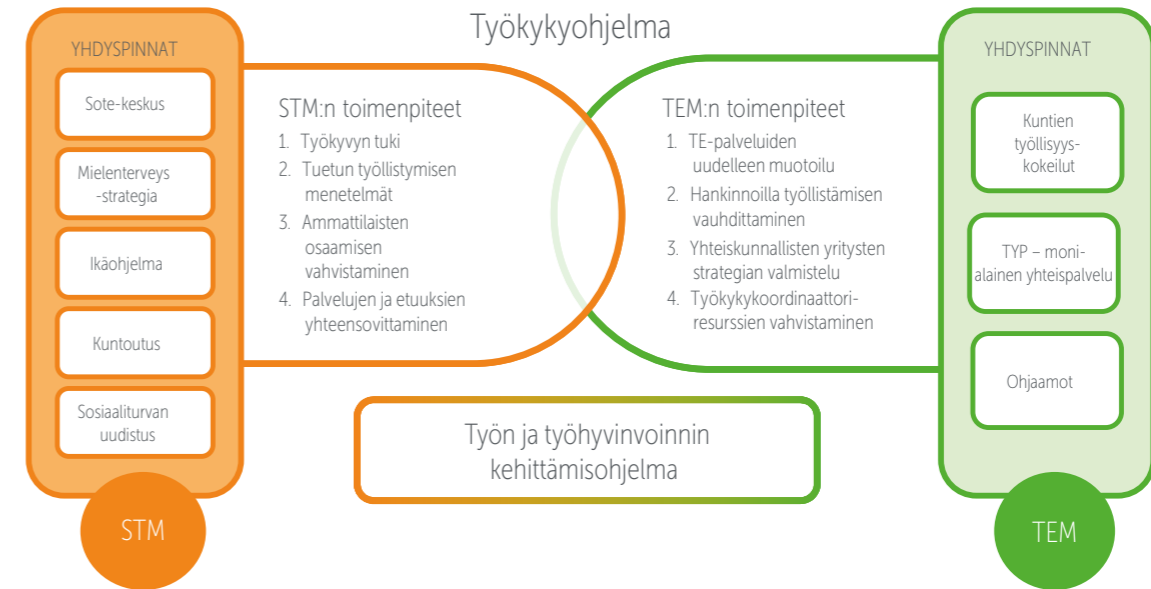 Työkykyohjelma
YHDYSPINNAT
Sote-keskus
Mielenterveys
-strategia
Ikäohjelma
Kuntoutus
Sosiaaliturvan
uudistus
STM
STM:n toimenpiteet
1. Työkyvyn tuki
2. Tuetun työllistymisen
menetelmät
3. Ammattilaisten
osaamisen
vahvistaminen
4. Palvelujen ja etuuksien
yhteensovittaminen
TEM:n toimenpiteet
1. TE-palveluiden
uudelleen muotoilu
2. Hankinnoilla työllistämisen
vauhdittaminen
3. Yhteiskunnallisten yritysten
strategian valmistelu
4. Työkykykoordinaattori-
resurssien vahvistaminen
Työn ja työhyvinvoinnin
kehittämisohjelma
YHDYSPINNAT
Kuntien
työllisyys-
kokeilut
TYP – moni-
alainen yhteispalvelu
Ohjaamot
TEM